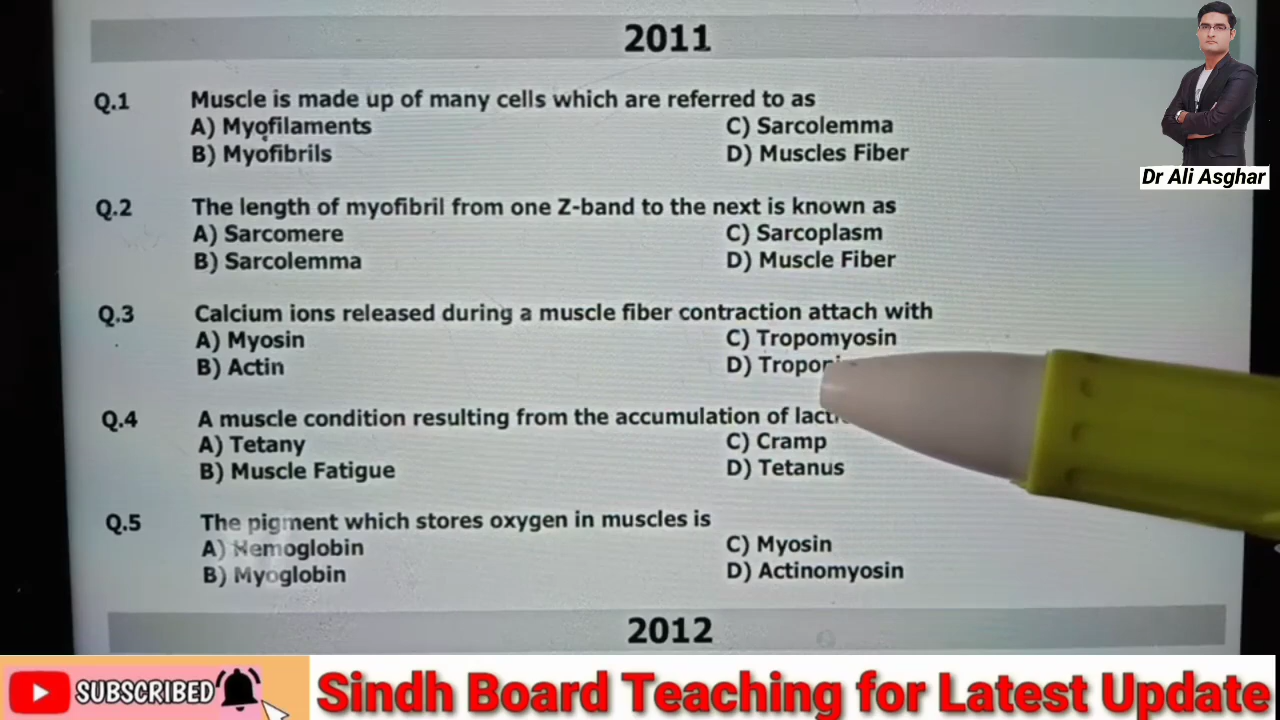 2011
Q.1 Muscle is made up of many cells which are referred to as
A) Myofilaments C) Sarcolemma
B) Myofibrils D) Muscles Fiber
Dr Ali Asghar
Q.2 The length of myofibril from one Z-band to the next is known as
A) Sarcomere C) Sarcoplasm
B) Sarcolemma D) Muscle Fiber
Q.3 Calcium ions released during a muscle fiber contraction attach with
A) Myosin C) Tropomyosin
B) Actin D)
Q.4 A muscle condition resulting from the accumulation of
A) Tetany C) Cramp
B) Muscle Fatigue D) Tetanus
Q.5 The pigment which stores oxygen in muscles is
A) Hemoglobin C) Myosin
B) Myoglobin D) Actinomyosin
2012
SUBSCRIBED
Sindh Board Teaching for Latest Update